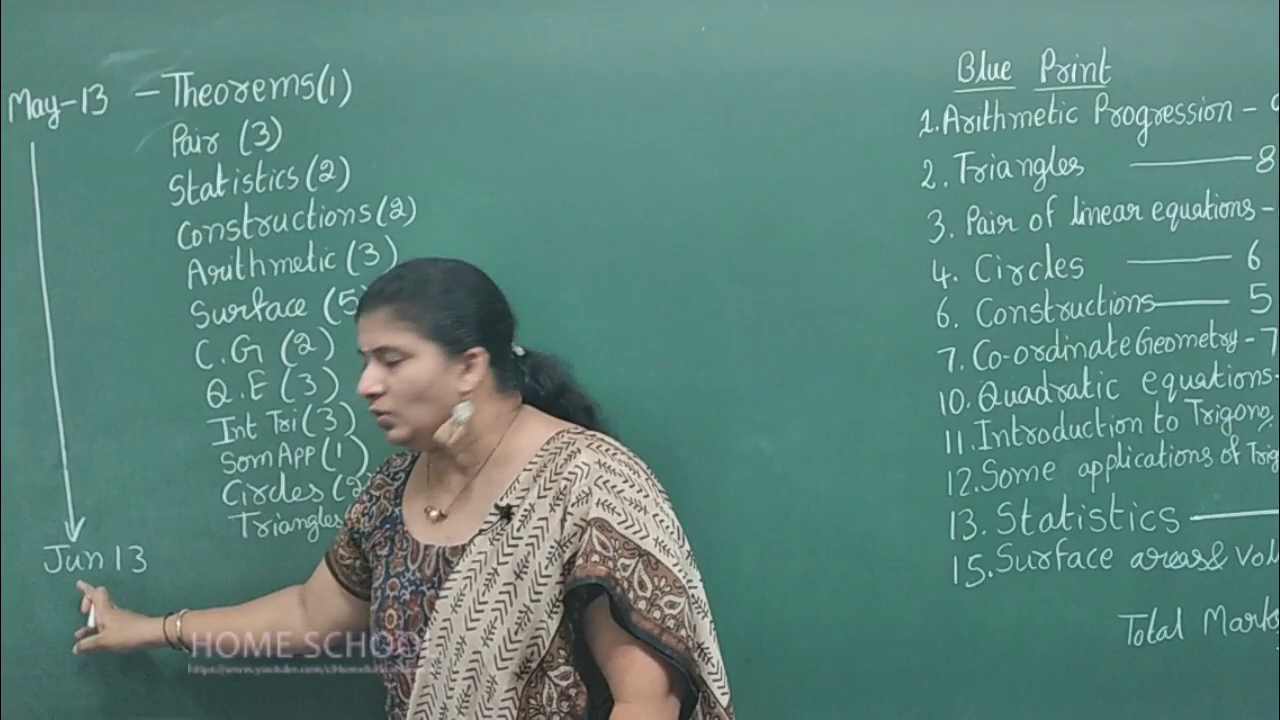 May-13 - Theorems(1)
Pair (3)
Statistics (2)
Constructions (2)
Arithmetic (3)
Surface (5
C.G (2)
Q.E (3)
Int Tri (3)
Som App (1)
Circles (2
Triangles
Jun 13
Blue Print
1. Arithmetic Progression -
2. Triangles — 8
3. Pair of linear equations -
4. Circles — 6
6. Constructions — 5
7. Co-ordinate Geometry - 7
10. Quadratic equations-
11. Introduction to Trigono
12. Some applications of Trig
13. Statistics —
15. Surface areas & vol
Total Marks
HOME SCHOO